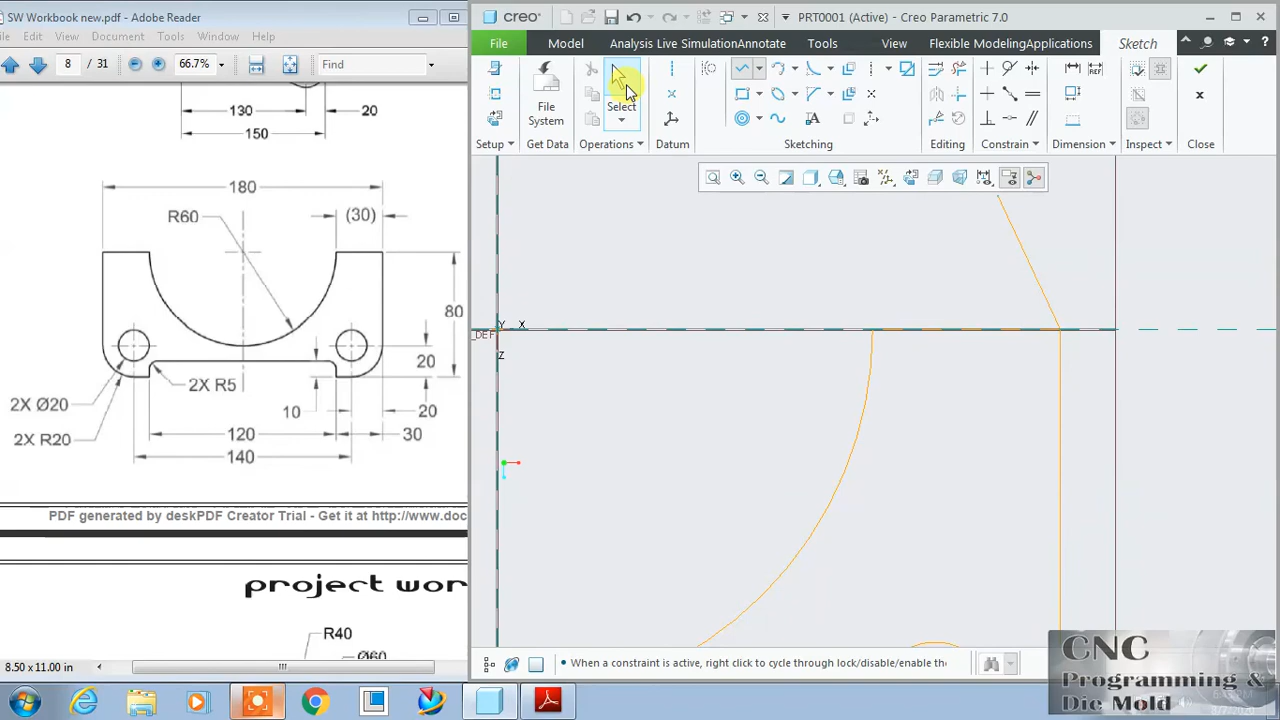 SW Workbook new.pdf - Adobe Reader
Edit View Document Tools Window Help
8 / 31 66.7% Find
130 20
150
180
R60 (30)
80
20
2X R5
2X Ø20
10 20
2X R20
120 30
140
PDF generated by deskPDF Creator Trial - Get it at http://www.doc
project wor
R40
Ø60
8.50 x 11.00 in
creo PRT0001 (Active) - Creo Parametric 7.0
File Model Analysis Live SimulationAnnotate Tools View Flexible ModelingApplications Sketch
File System
Select
Setup Get Data Operations Datum Sketching Editing Constrain Dimension Inspect Close
REF
A
Y X
_DEF
Z
• When a constraint is active, right click to cycle through lock/disable/enable the
CNC
Programming &
Die Mold